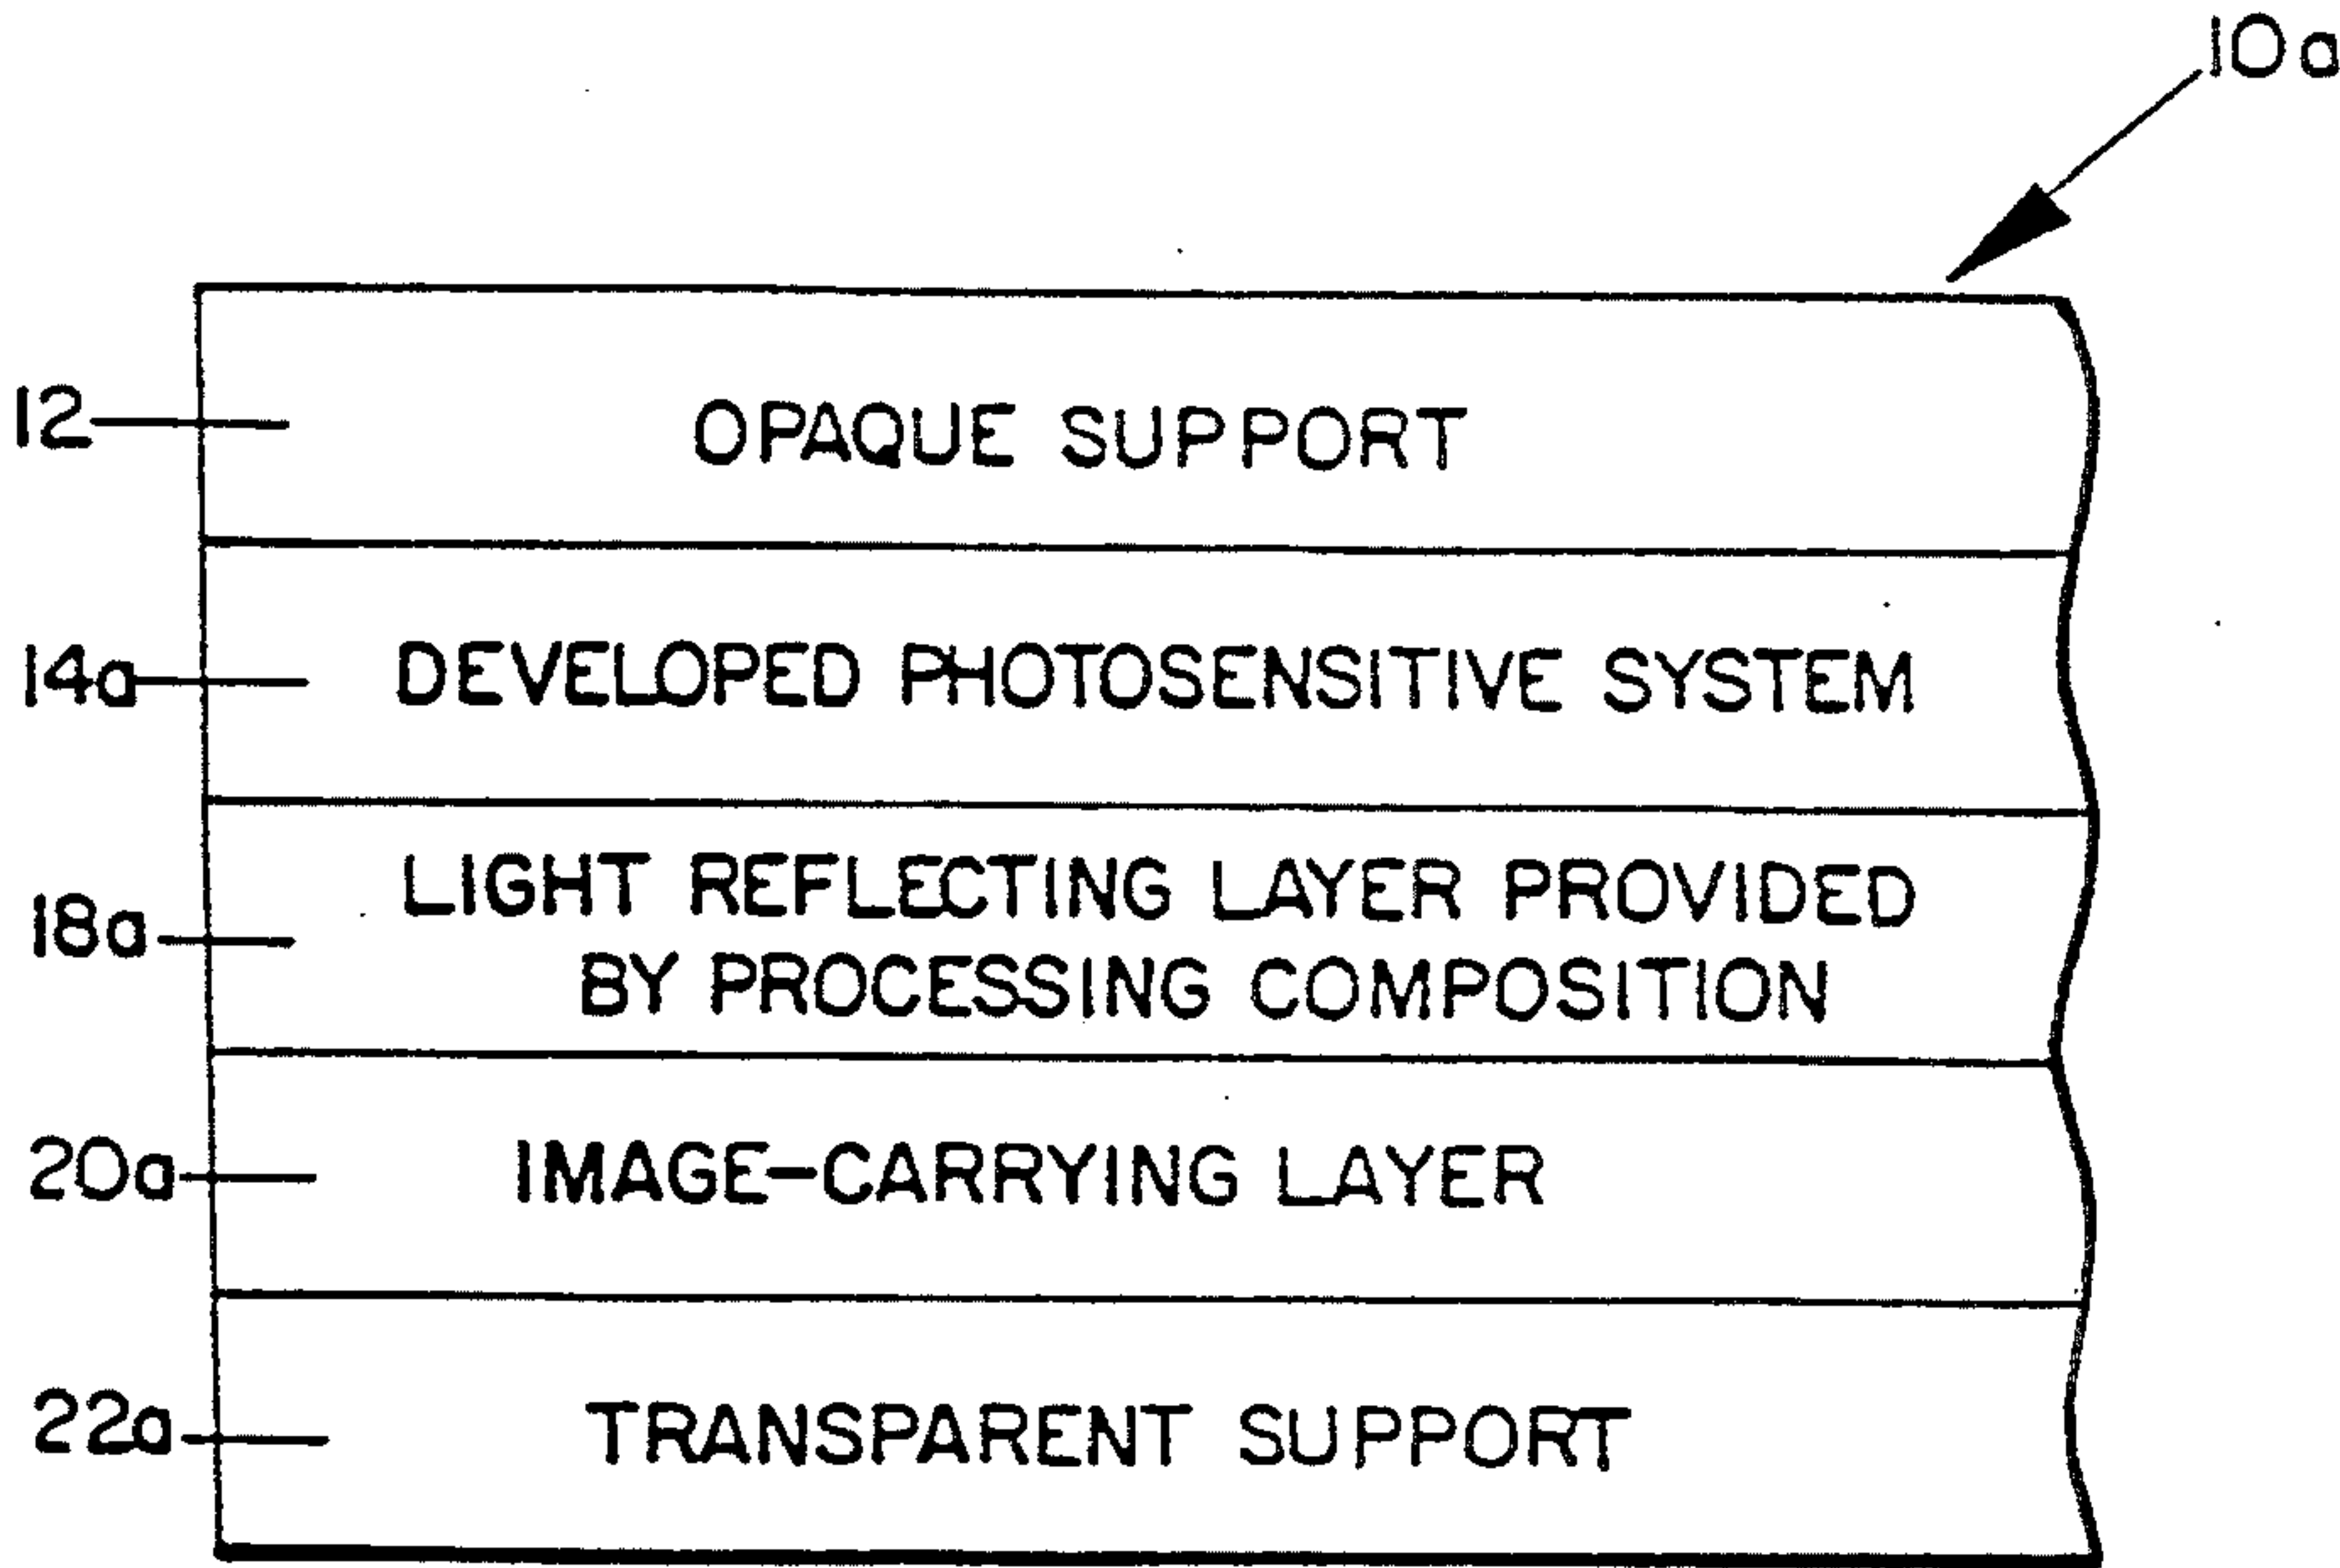 10a
12
OPAQUE SUPPORT
14a
DEVELOPED PHOTOSENSITIVE SYSTEM
18a
LIGHT REFLECTING LAYER PROVIDED
BY PROCESSING COMPOSITION
20a
IMAGE-CARRYING LAYER
22a
TRANSPARENT SUPPORT